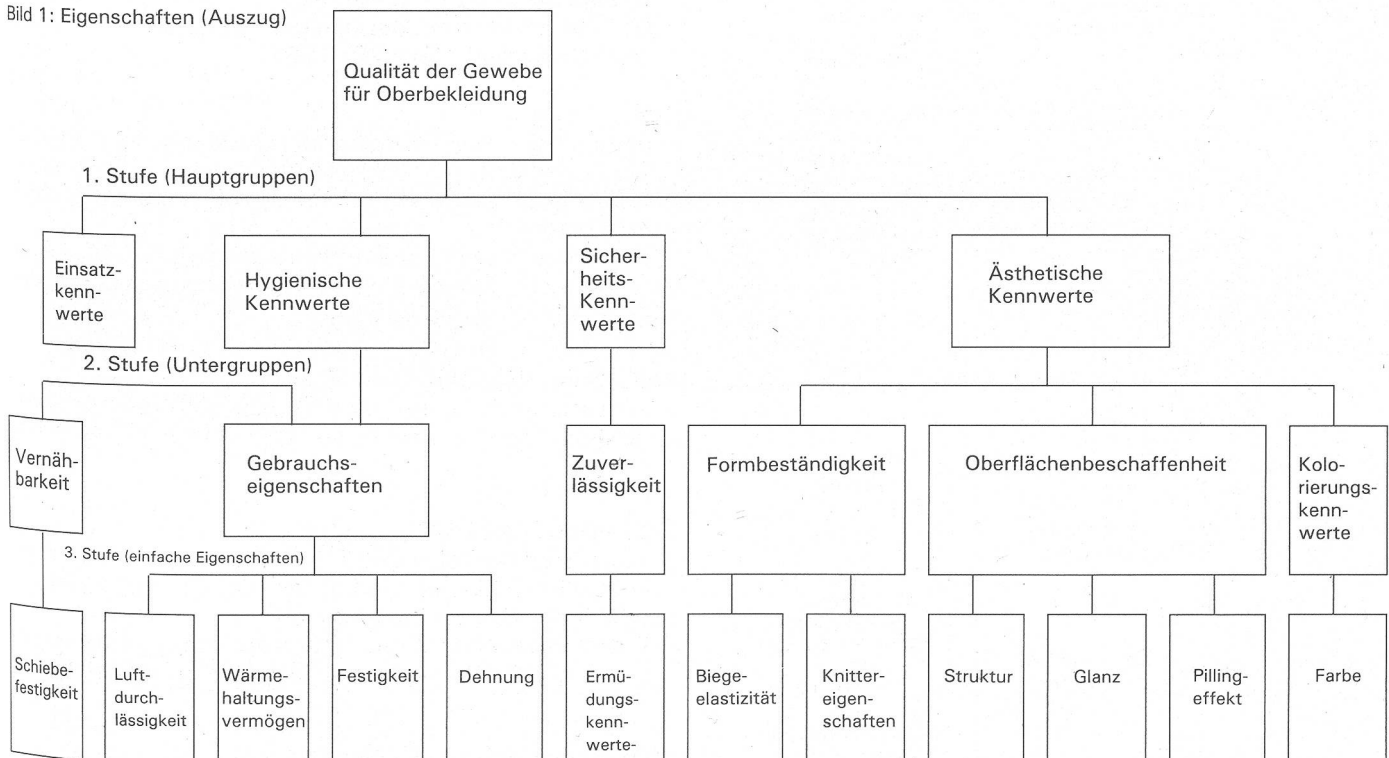 Bild 1: Eigenschaften (Auszug)
Qualität der Gewebe
für Oberbekleidung
1. Stufe (Hauptgruppen)
Einsatz-
kenn-
werte
Hygienische
Kennwerte
Sicher-
heits-
Kenn-
werte
Ästhetische
Kennwerte
2. Stufe (Untergruppen)
Vernäh-
barkeit
Gebrauchs-
eigenschaften
Zuver-
lässigkeit
Formbeständigkeit
Oberflächenbeschaffenheit
Kolo-
rierungs-
kenn-
werte
3. Stufe (einfache Eigenschaften)
Schiebe-
festigkeit
Luft-
durch-
lässigkeit
Wärme-
haltungs-
vermögen
Festigkeit
Dehnung
Ermü-
dungs-
kenn-
werte-
Biege-
elastizität
Knitter-
eigen-
schaften
Struktur
Glanz
Pilling-
effekt
Farbe